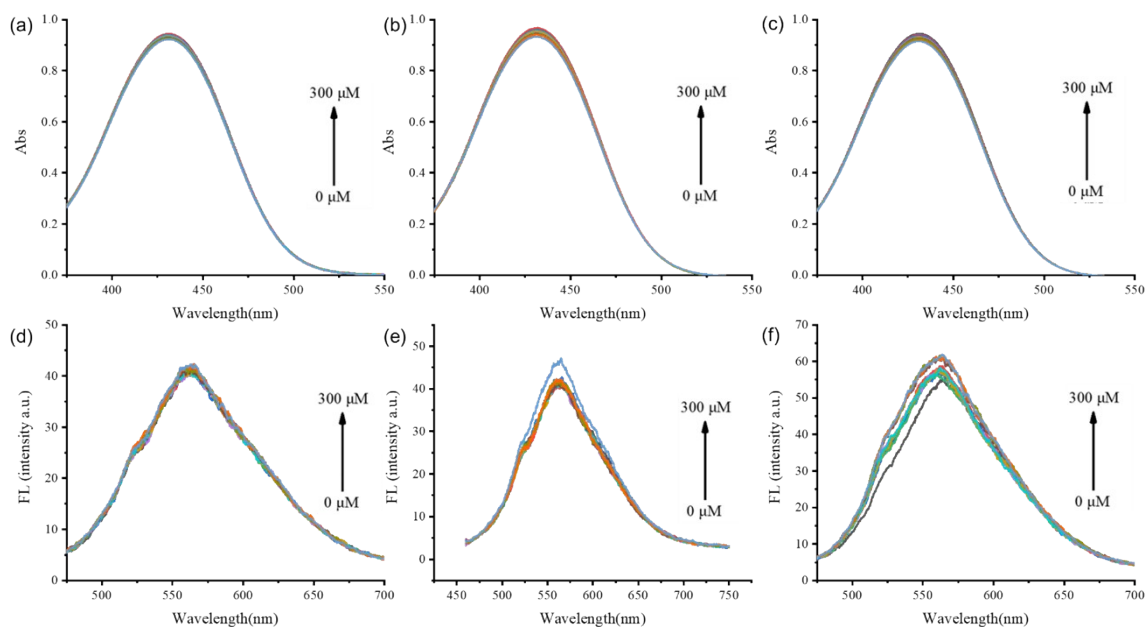 (a)
1.0
0.8
0.6
0.4
0.2
0.0
Abs
300 μM
0 μM
400
450
500
550
Wavelength(nm)
(b)
1.0
0.8
0.6
0.4
0.2
0.0
Abs
300 μM
0 μM
400
450
500
550
Wavelength(nm)
(c)
1.0
0.8
0.6
0.4
0.2
0.0
Abs
300 μM
0 μM
400
450
500
550
Wavelength(nm)
(d)
50
40
30
20
10
0
FL (intensity a.u.)
300 μM
0 μM
500
550
600
650
700
Wavelength(nm)
(e)
50
40
30
20
10
0
FL (intensity a.u.)
300 μM
0 μM
450
500
550
600
650
700
750
Wavelength(nm)
(f)
70
60
50
40
30
20
10
0
FL (intensity a.u.)
300 μM
0 μM
500
550
600
650
700
Wavelength(nm)